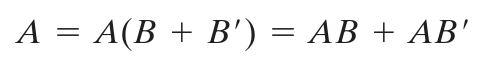 A = A(B + B′) = AB + AB′